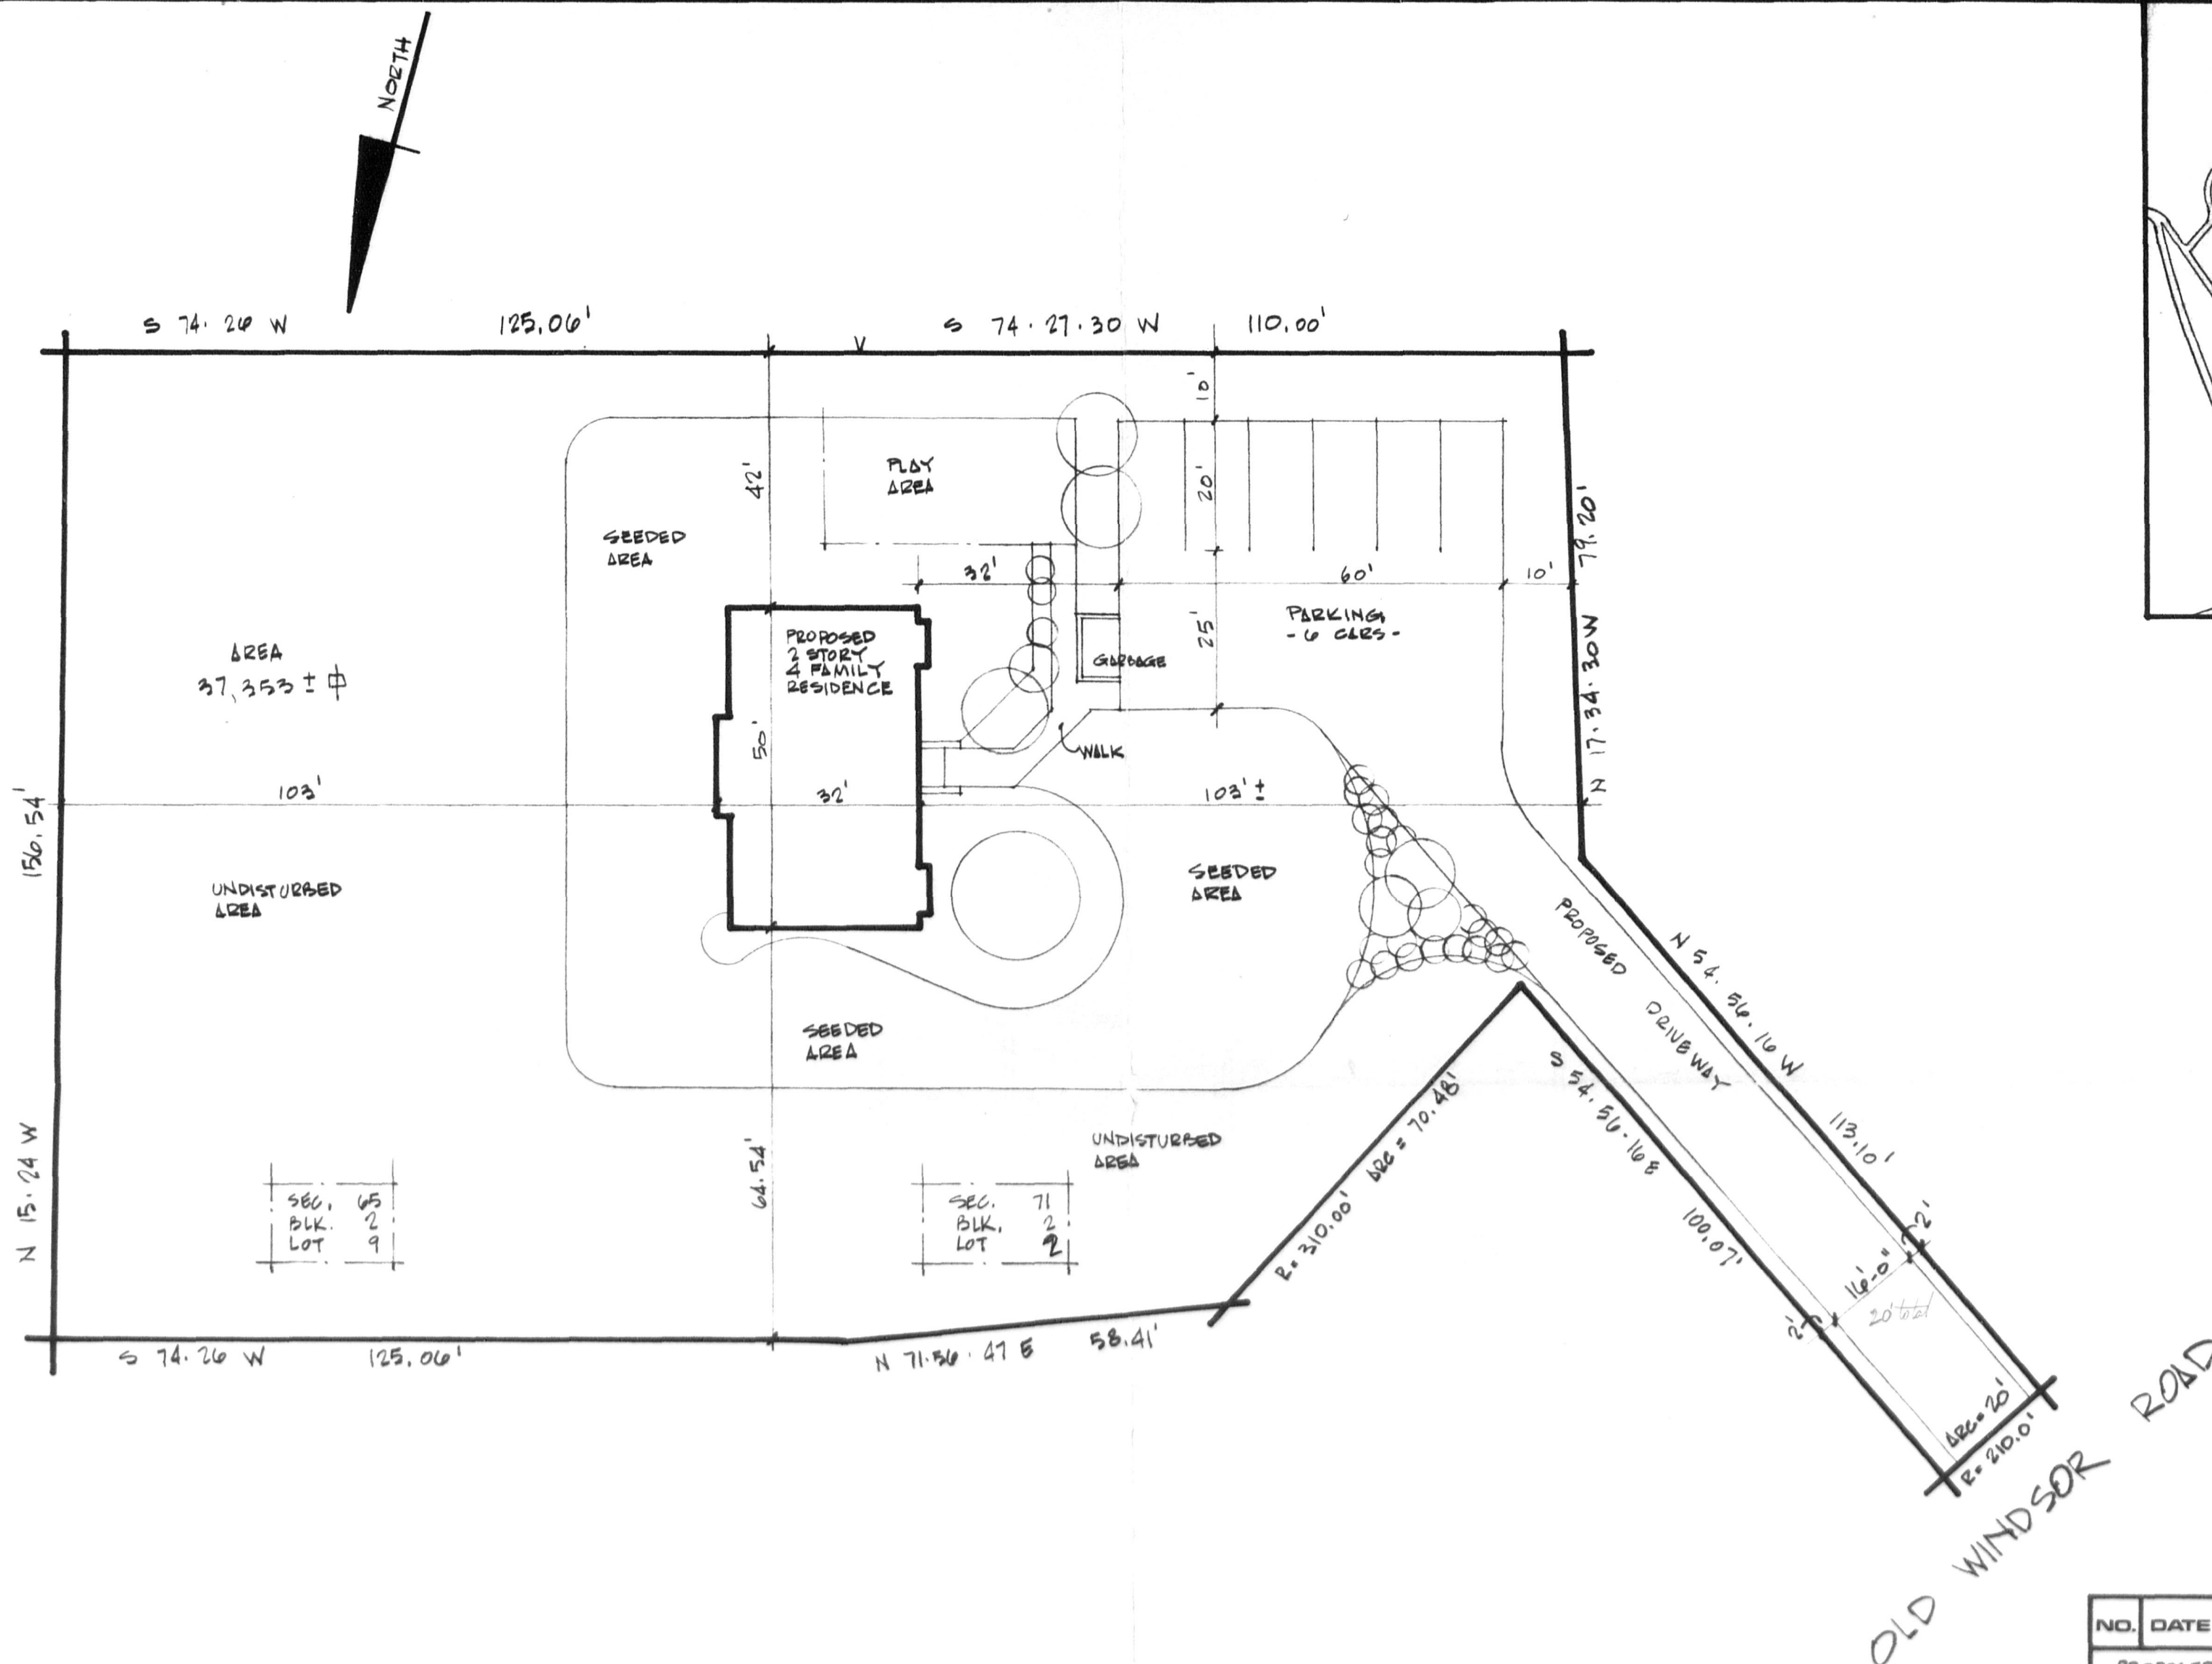 NORTH
S 74·26 W
125.06'
S 74·27·30 W
110.00'
10'
42'
PLAY
AREA
20'
79.20'
SEEDED
AREA
32'
60'
10'
PARKING
- 6 CARS -
25'
PROPOSED
2 STORY
4 FAMILY
RESIDENCE
GARBAGE
AREA
37,353 ±
N 17·34·30W
50'
WALK
103'
32'
103' ±
156.54'
UNDISTURBED
AREA
SEEDED
AREA
PROPOSED DRIVEWAY
N 54·56·16 W
113.10'
SEEDED
AREA
S 54·56·16 E
100.07'
ARC = 70.48'
R= 310.00'
UNDISTURBED
AREA
64.54'
N 15·24 W
SEC. 65
BLK. 2
LOT 9
SEC. 71
BLK. 2
LOT 2
2'
16'-0"
20' total
2'
S 74·26 W
125.06'
N 71·56·47 E
58.41'
ARC=20'
R= 210.0'
OLD WINDSOR ROAD
NO. DATE